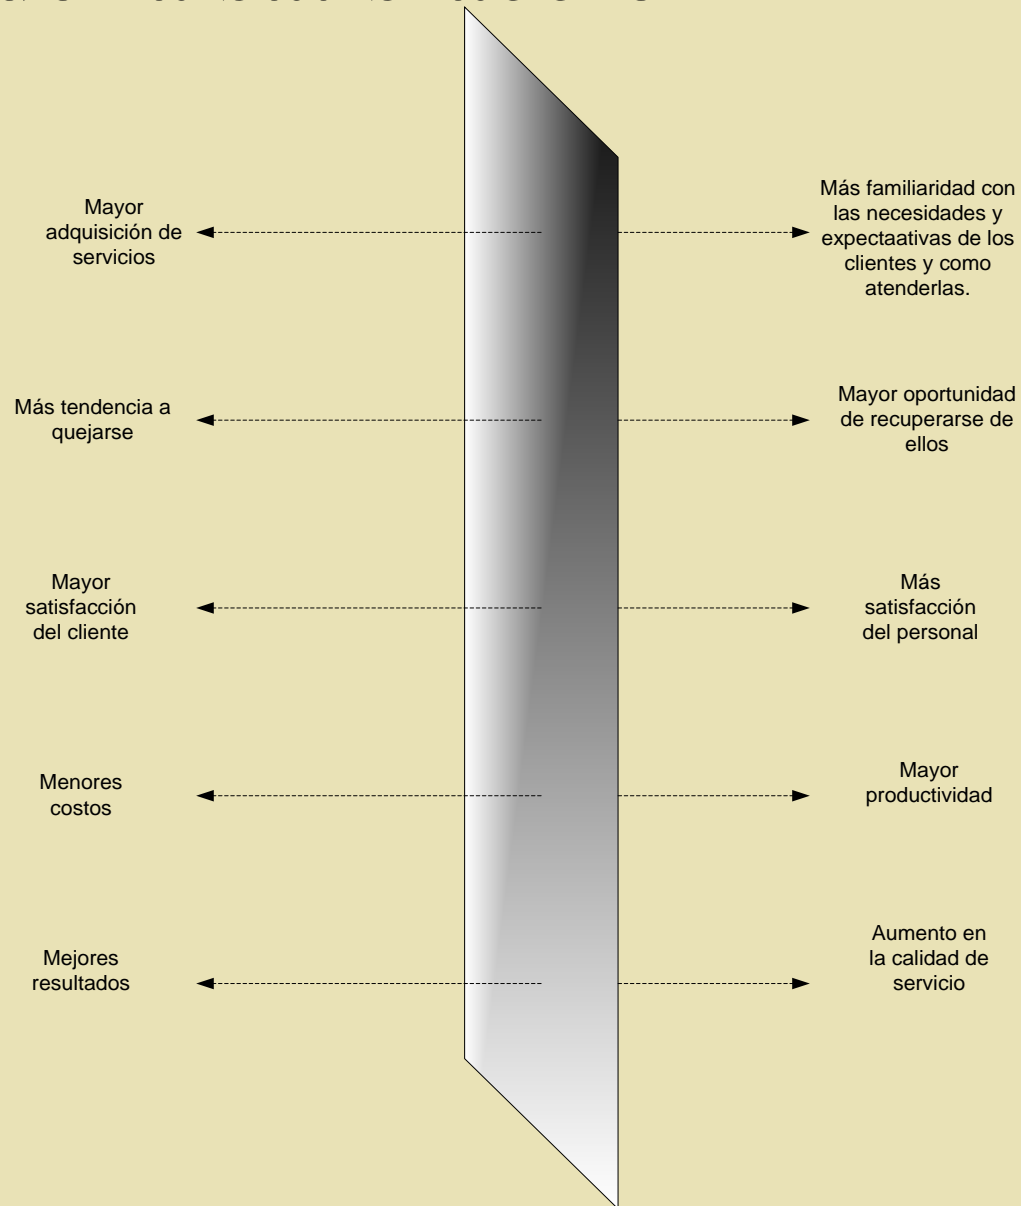 Mayor
adquisición de
servicios
Más familiaridad con
las necesidades y
expectaativas de los
clientes y como
atenderlas.
Más tendencia a
quejarse
Mayor oportunidad
de recuperarse de
ellos
Mayor
satisfacción
del cliente
Más
satisfacción
del personal
Menores
costos
Mayor
productividad
Mejores
resultados
Aumento en
la calidad de
servicio